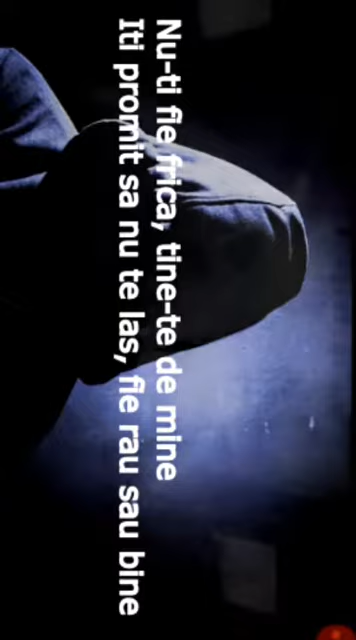 Nu-ti fie frica, tine-te de mine
Iti promit sa nu te las, fie rau sau bine